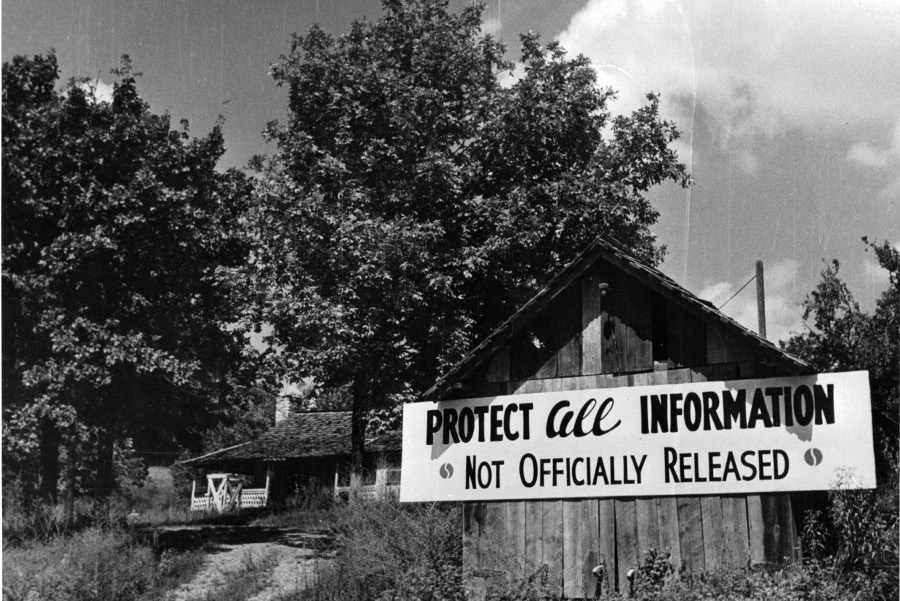 PROTECT all INFORMATION
NOT OFFICIALLY RELEASED